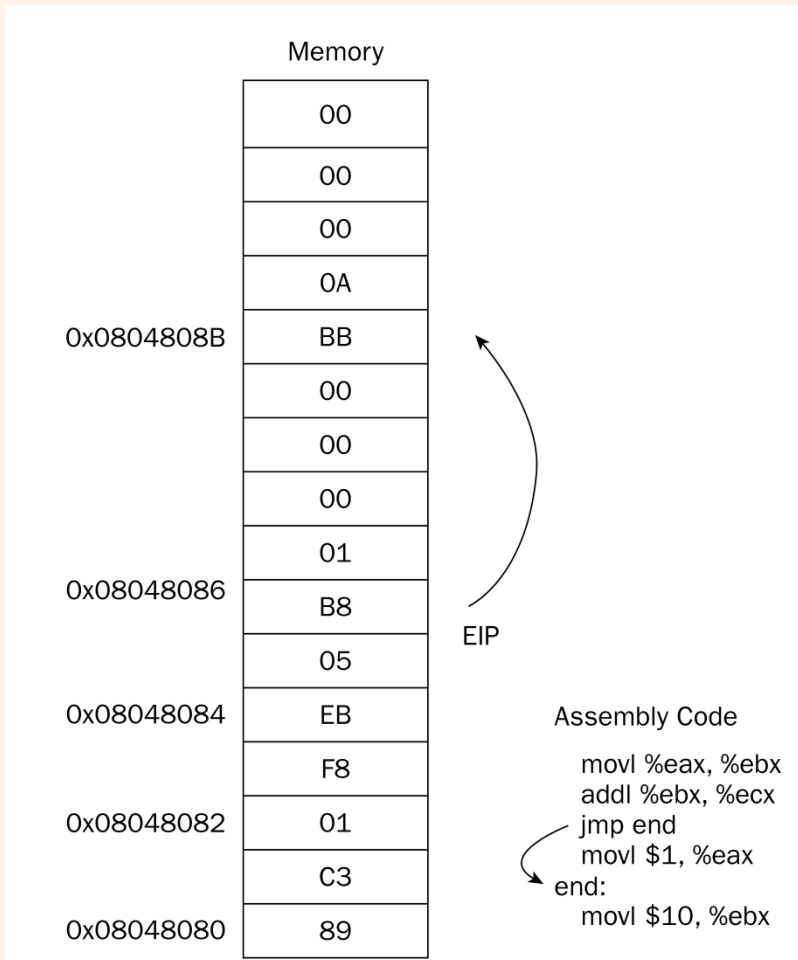 Memory
00
00
00
0A
0x0804808B BB
00
00
00
01
0x08048086 B8
05
0x08048084 EB
F8
0x08048082 01
C3
0x08048080 89
EIP
Assembly Code
movl %eax, %ebx
addl %ebx, %ecx
jmp end
movl $1, %eax
end:
movl $10, %ebx